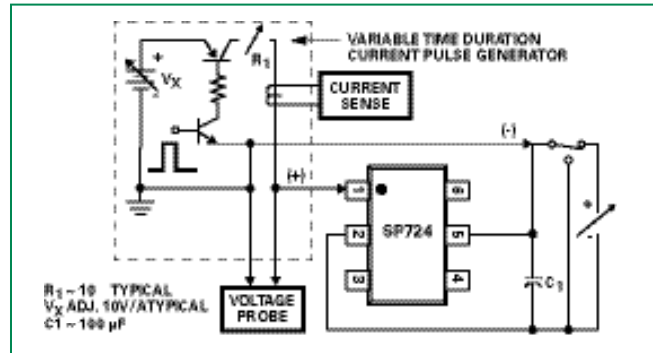 VARIABLE TIME DURATION
CURRENT PULSE GENERATOR
+
R1
VX
-
CURRENT
SENSE
(-)
(+)
1
6
2
SP724
5
3
4
+
-
C1
R1 ~ 10 TYPICAL
VX ADJ. 10V//ATYPICAL
C1 ~ 100 µF
VOLTAGE
PROBE